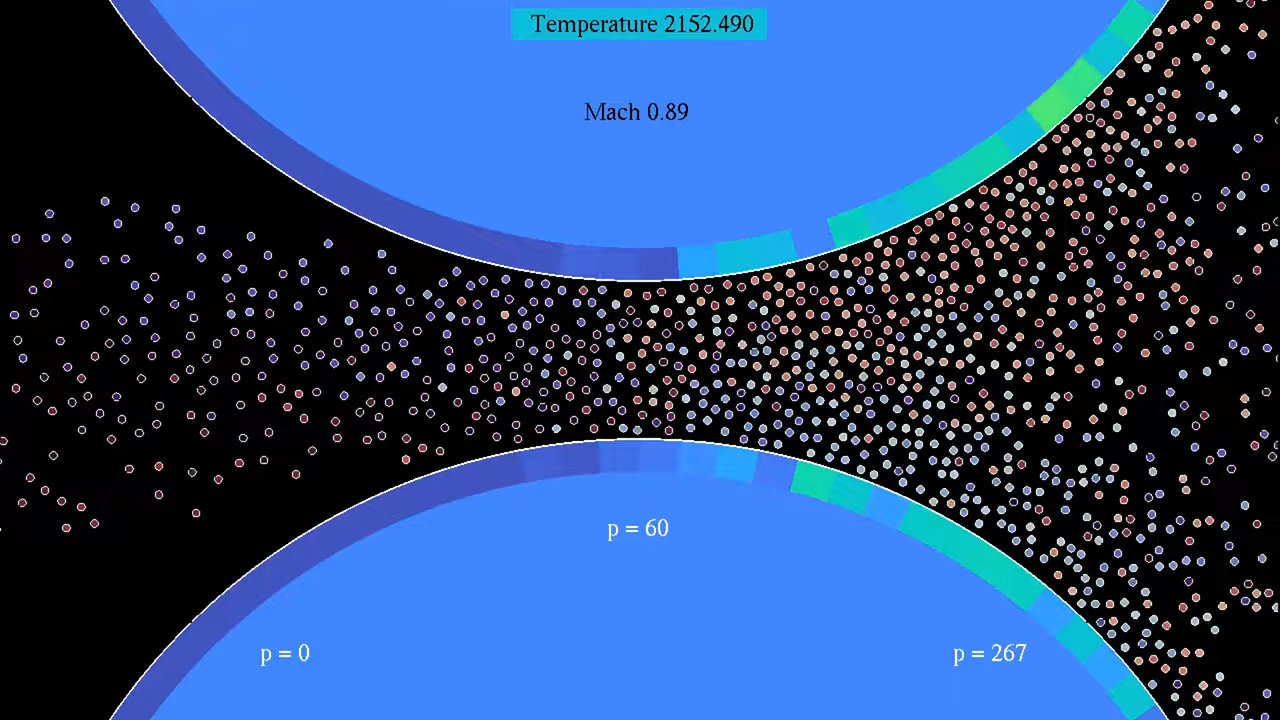 Temperature 2152.490
Mach 0.89
p = 60
p = 0
p = 267